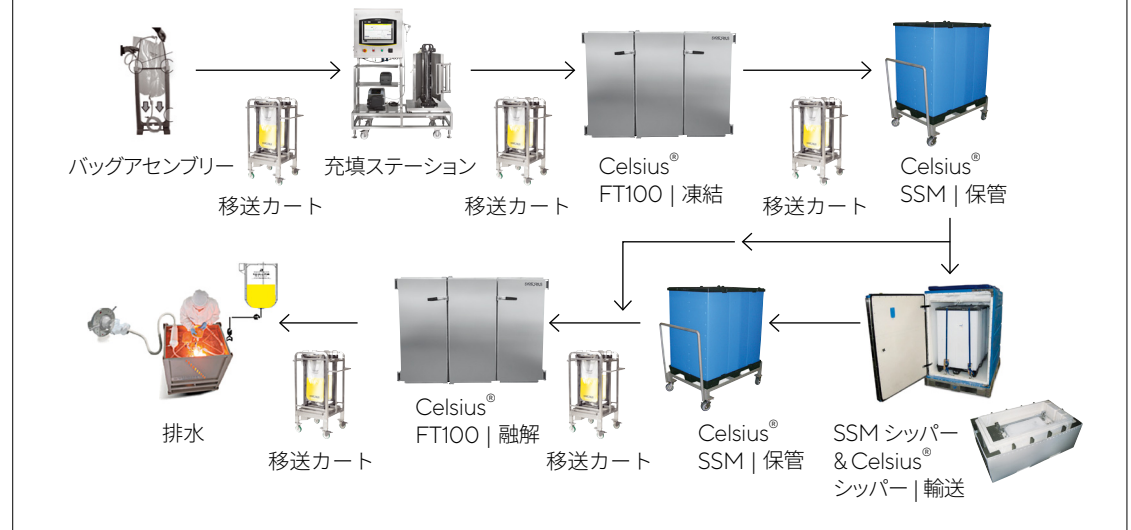 バッグアセンブリー
移送カート
充填ステーション
移送カート
Celsius®
FT100 | 凍結
移送カート
Celsius®
SSM | 保管
排水
移送カート
Celsius®
FT100 | 融解
移送カート
Celsius®
SSM | 保管
SSM シッパー
& Celsius®
シッパー | 輸送